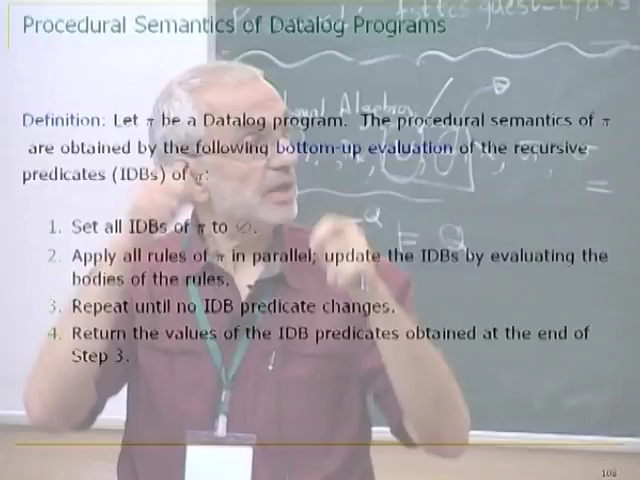 Procedural Semantics of Datalog Programs
Definition: Let π be a Datalog program. The procedural semantics of π
are obtained by the following bottom-up evaluation of the recursive
predicates (IDBs) of π:
1. Set all IDBs of π to ∅.
2. Apply all rules of π in parallel; update the IDBs by evaluating the
bodies of the rules.
3. Repeat until no IDB predicate changes.
4. Return the values of the IDB predicates obtained at the end of
Step 3.
108